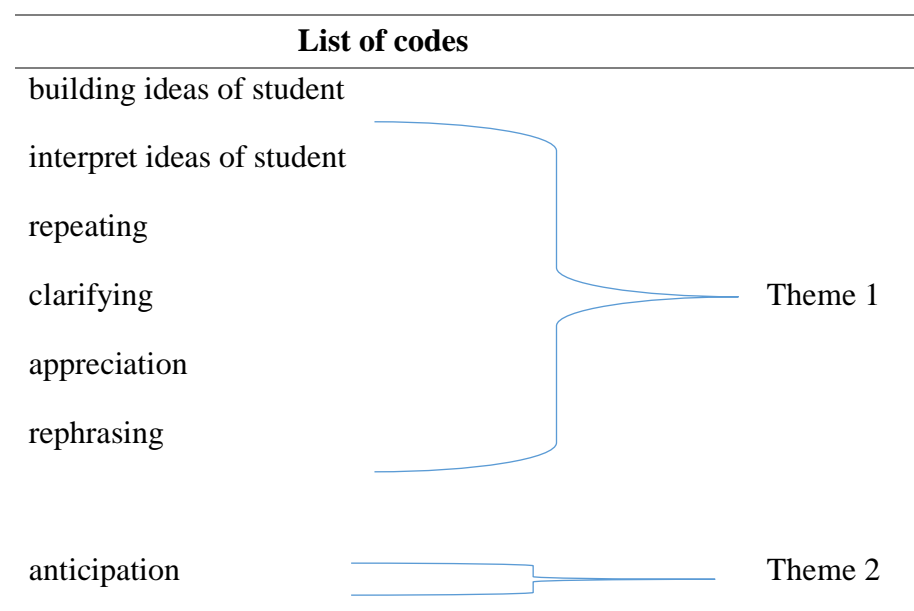 List of codes
building ideas of student
interpret ideas of student
repeating
clarifying
Theme 1
appreciation
rephrasing
anticipation
Theme 2